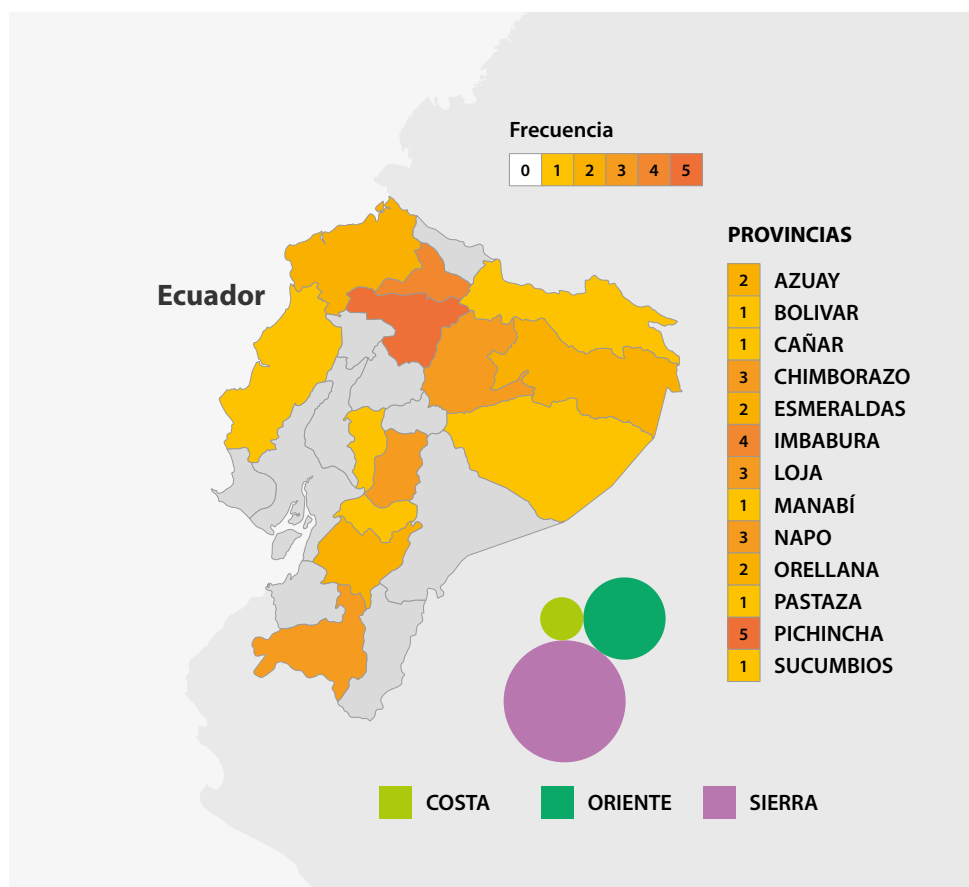 Frecuencia
0 1 2 3 4 5
PROVINCIAS
Ecuador
2 AZUAY
1 BOLIVAR
1 CAÑAR
3 CHIMBORAZO
2 ESMERALDAS
4 IMBABURA
3 LOJA
1 MANABÍ
3 NAPO
2 ORELLANA
1 PASTAZA
5 PICHINCHA
1 SUCUMBIOS
COSTA ORIENTE SIERRA